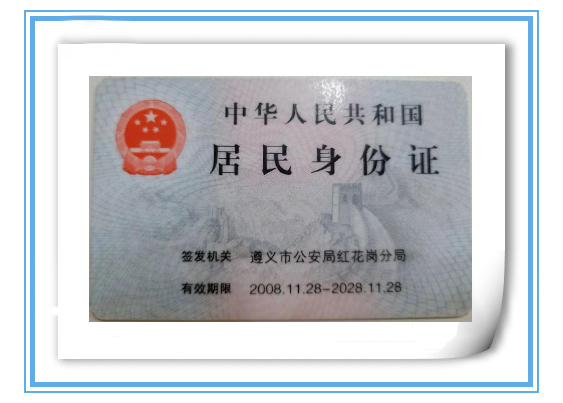 中华人民共和国
居民身份证
签发机关 遵义市公安局红花岗分局
有效期限 2008.11.28-2028.11.28